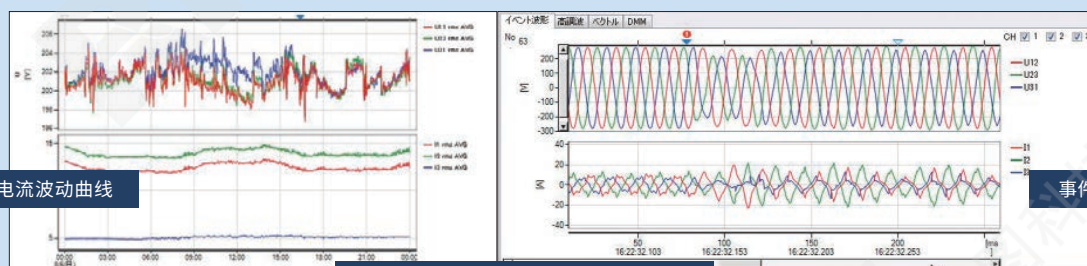 206
204
202
200
198
196
U
[V]
U12 rms AVG
U23 rms AVG
U31 rms AVG
15
5
I1 rms AVG
I2 rms AVG
I3 rms AVG
电流波动曲线
00:00 03:00 06:00 09:00 12:00 15:00 18:00 21:00 00:00
イベント波形 高調波 ベクトル DMM
No 63
CH 1 2 3
200
100
0
-100
-200
-300
[V]
U12
U23
U31
40
20
0
-20
-40
[A]
I1
I2
I3
事件
50 100 150 200 [ms]
16:22:32.103 16:22:32.153 16:22:32.203 16:22:32.253